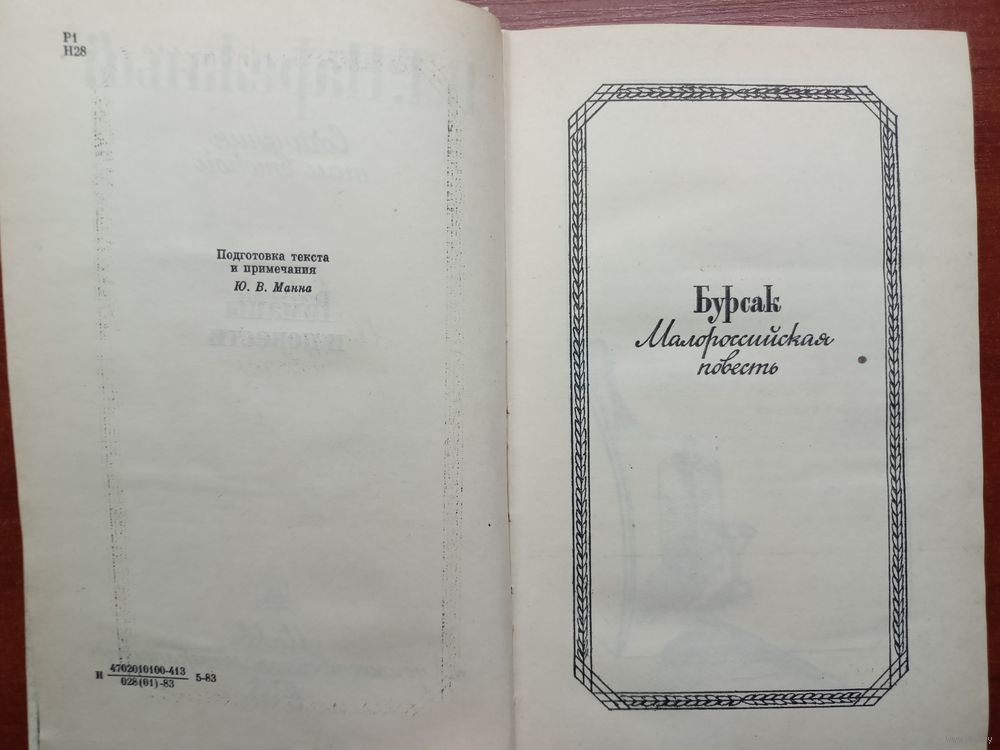 Р1
Н28
Подготовка текста
и примечания
Ю. В. Манна
И 4702010100-413
028(01)-83 5-83
Бурсак
Малороссийская
повесть